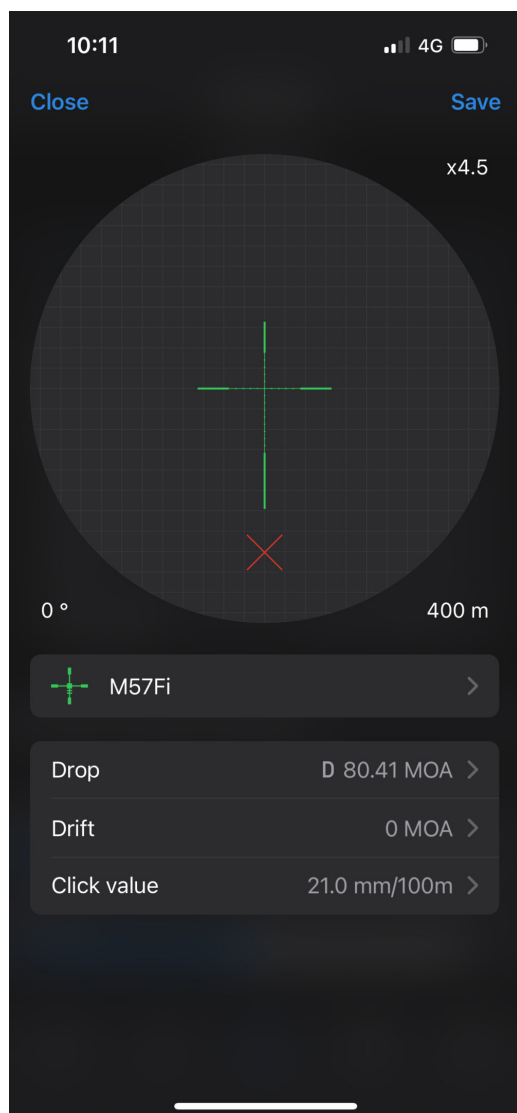 10:11 4G
Close Save
x4.5
0 ° 400 m
M57Fi
Drop D 80.41 MOA
Drift 0 MOA
Click value 21.0 mm/100m